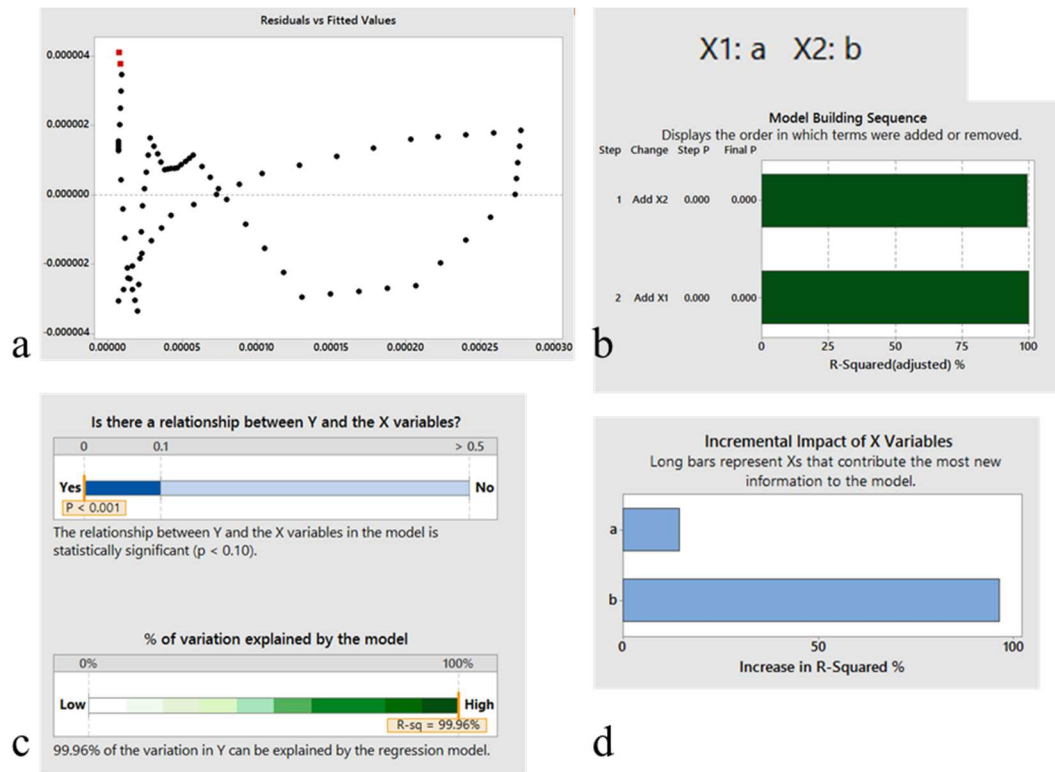 Residuals vs Fitted Values
0.000004
0.000002
0.000000
-0.000002
-0.000004
0.00000 0.00005 0.00010 0.00015 0.00020 0.00025 0.00030
a
X1: a X2: b
Model Building Sequence
Displays the order in which terms were added or removed.
Step Change Step P Final P
1 Add X2 0.000 0.000
2 Add X1 0.000 0.000
0 25 50 75 100
R-Squared(adjusted) %
b
Is there a relationship between Y and the X variables?
0 0.1 > 0.5
Yes No
P < 0.001
The relationship between Y and the X variables in the model is
statistically significant (p < 0.10).
% of variation explained by the model
0% 100%
Low High
R-sq = 99.96%
99.96% of the variation in Y can be explained by the regression model.
c
Incremental Impact of X Variables
Long bars represent Xs that contribute the most new
information to the model.
a
b
0 50 100
Increase in R-Squared %
d